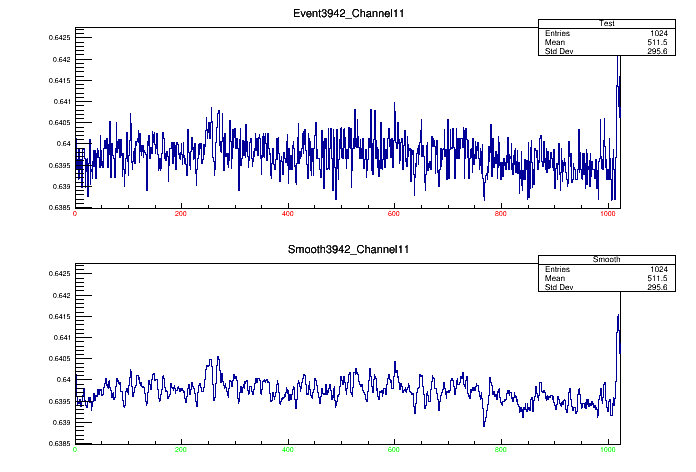 Event3942_Channel11
Test
Entries 1024
Mean 511.5
Std Dev 295.6
0.6425
0.642
0.6415
0.641
0.6405
0.64
0.6395
0.639
0.6385
0 200 400 600 800 1000
Smooth3942_Channel11
Smooth
Entries 1024
Mean 511.5
Std Dev 295.6
0.6425
0.642
0.6415
0.641
0.6405
0.64
0.6395
0.639
0.6385
0 200 400 600 800 1000